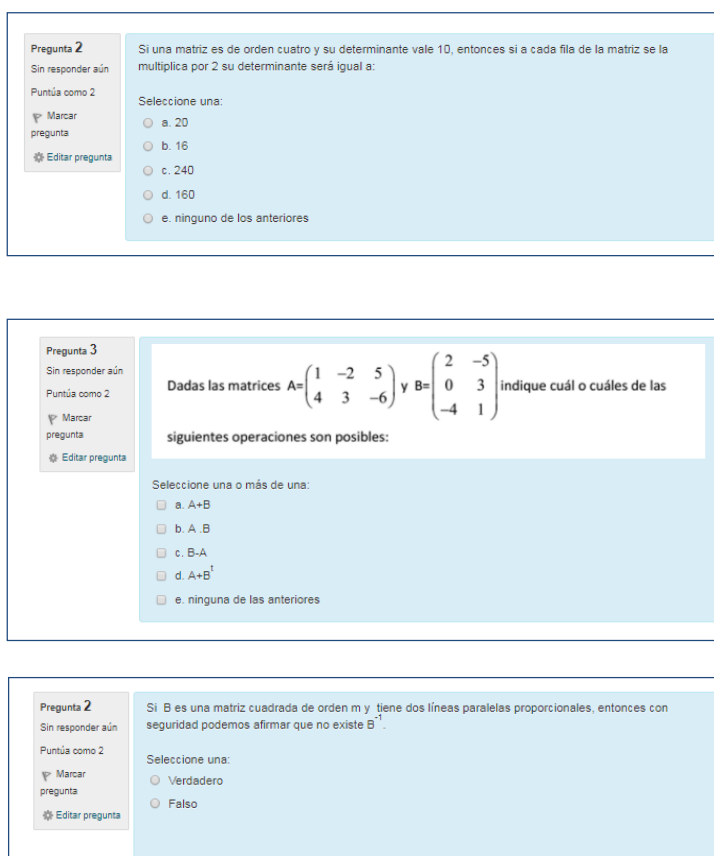 Pregunta 2
Sin responder aún
Puntúa como 2
Marcar
pregunta
Editar pregunta
Si una matriz es de orden cuatro y su determinante vale 10, entonces si a cada fila de la matriz se la
multiplica por 2 su determinante será igual a:
Seleccione una:
a. 20
b. 16
c. 240
d. 160
e. ninguno de los anteriores
Pregunta 3
Sin responder aún
Puntúa como 2
Marcar
pregunta
Editar pregunta
Dadas las matrices A=(1 −2 5 / 4 3 −6) y B=(2 −5 / 0 3 / −4 1) indique cuál o cuáles de las
siguientes operaciones son posibles:
Seleccione una o más de una:
a. A+B
b. A .B
c. B-A
d. A+B^t
e. ninguna de las anteriores
Pregunta 2
Sin responder aún
Puntúa como 2
Marcar
pregunta
Editar pregunta
Si B es una matriz cuadrada de orden m y tiene dos líneas paralelas proporcionales, entonces con
seguridad podemos afirmar que no existe B^-1.
Seleccione una:
Verdadero
Falso